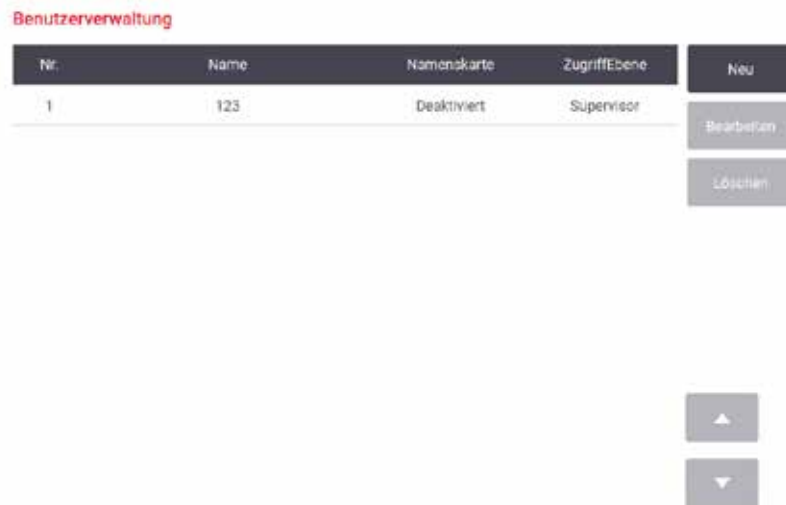 Benutzerverwaltung
Nr. Name Namenskarte ZugriffEbene
1 123 Deaktiviert Supervisor
Neu
Bearbeiten
Löschen